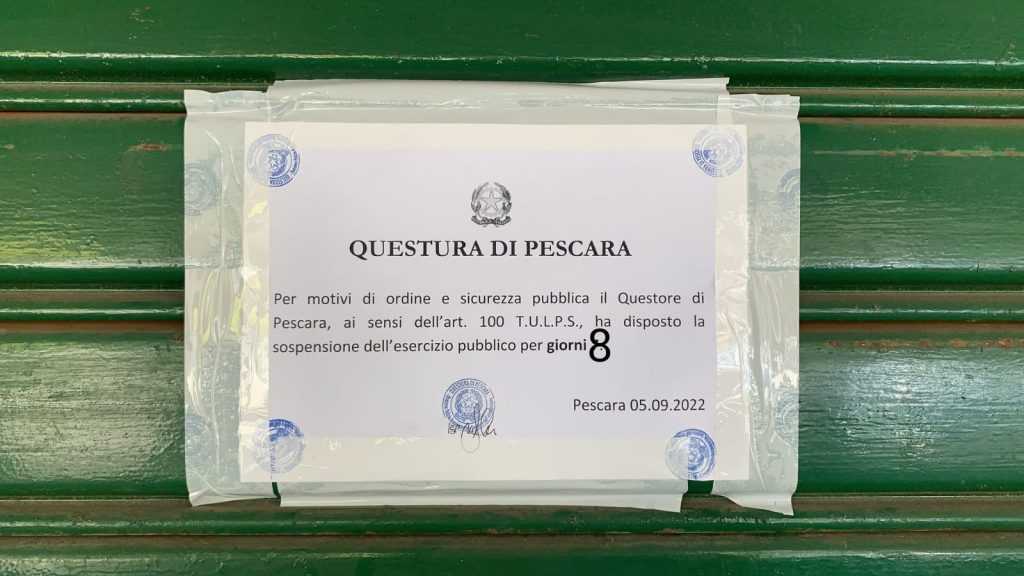 QUESTURA DI PESCARA
Per motivi di ordine e sicurezza pubblica il Questore di
Pescara, ai sensi dell'art. 100 T.U.L.P.S., ha disposto la
sospensione dell'esercizio pubblico per giorni 8
Pescara 05.09.2022